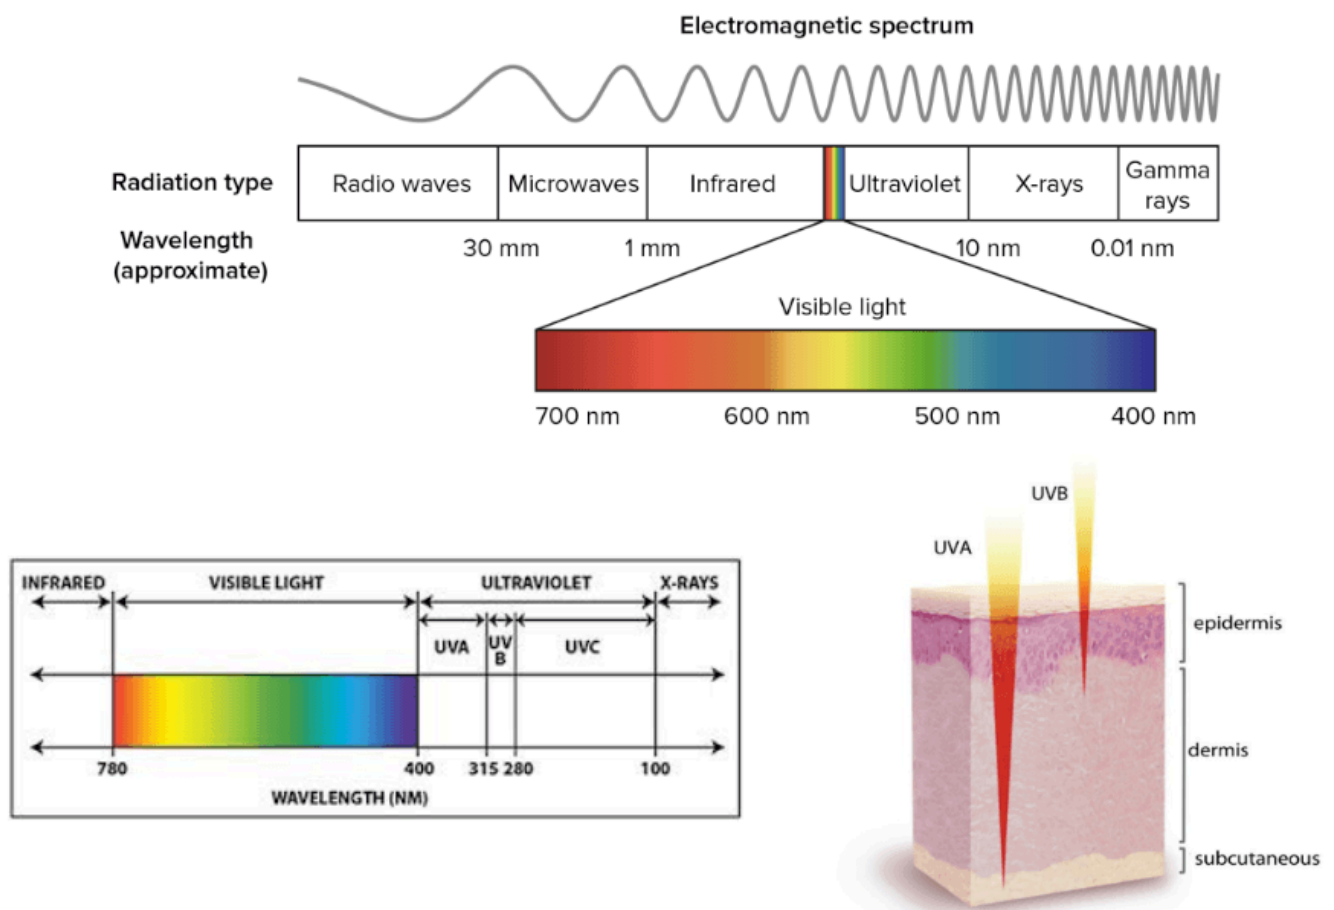 Electromagnetic spectrum
Radiation type
Radio waves
Microwaves
Infrared
Ultraviolet
X-rays
Gamma
rays
Wavelength
(approximate)
30 mm
1 mm
10 nm
0.01 nm
Visible light
700 nm
600 nm
500 nm
400 nm
INFRARED
VISIBLE LIGHT
ULTRAVIOLET
X-RAYS
UVA
UV
B
UVC
780
400
315
280
100
WAVELENGTH (NM)
UVB
UVA
epidermis
dermis
subcutaneous